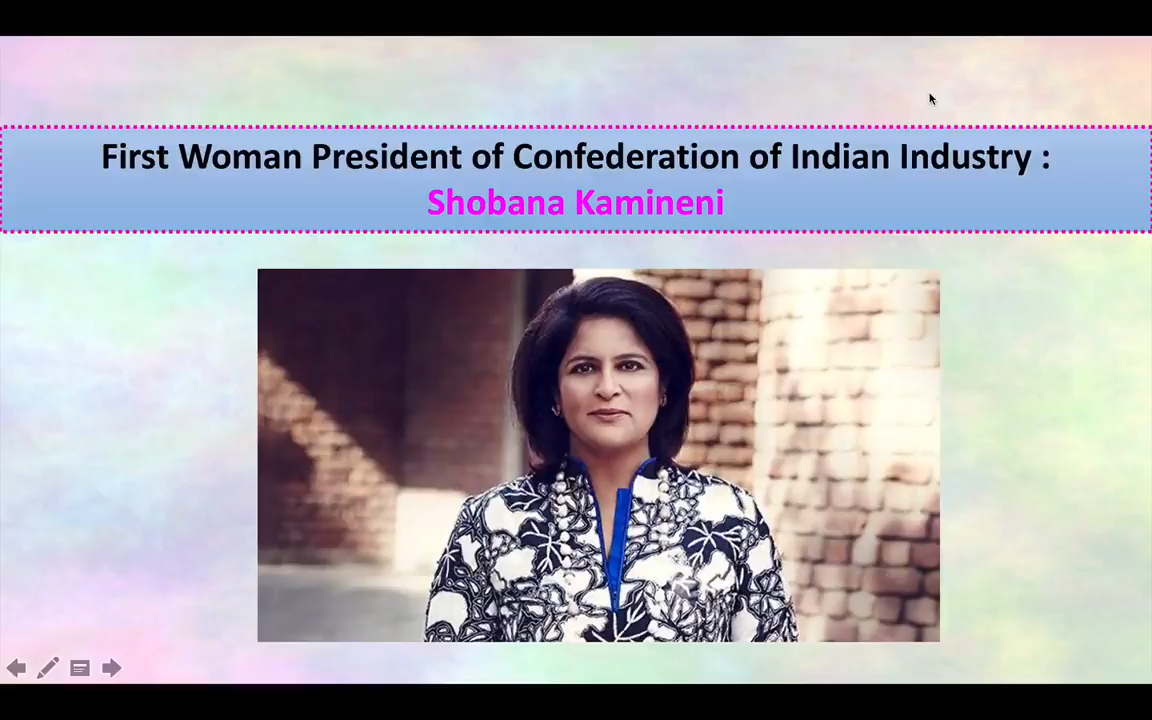 First Woman President of Confederation of Indian Industry :
Shobana Kamineni